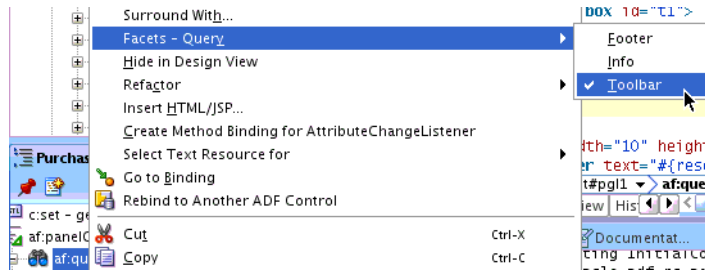 Surround With...
box id="t1">
Facets - Query
Footer
Hide in Design View
Info
Refactor
Toolbar
Insert HTML/JSP...
Create Method Binding for AttributeChangeListener
dth="10" heigh
Purchas
Select Text Resource for
er text="#{res
Go to Binding
t#pgl1
af:que
Rebind to Another ADF Control
iew
His
c:set - ge
af:panelC
Cut
Ctrl-X
Documentat...
af:qu
Copy
Ctrl-C
ting InitialCo